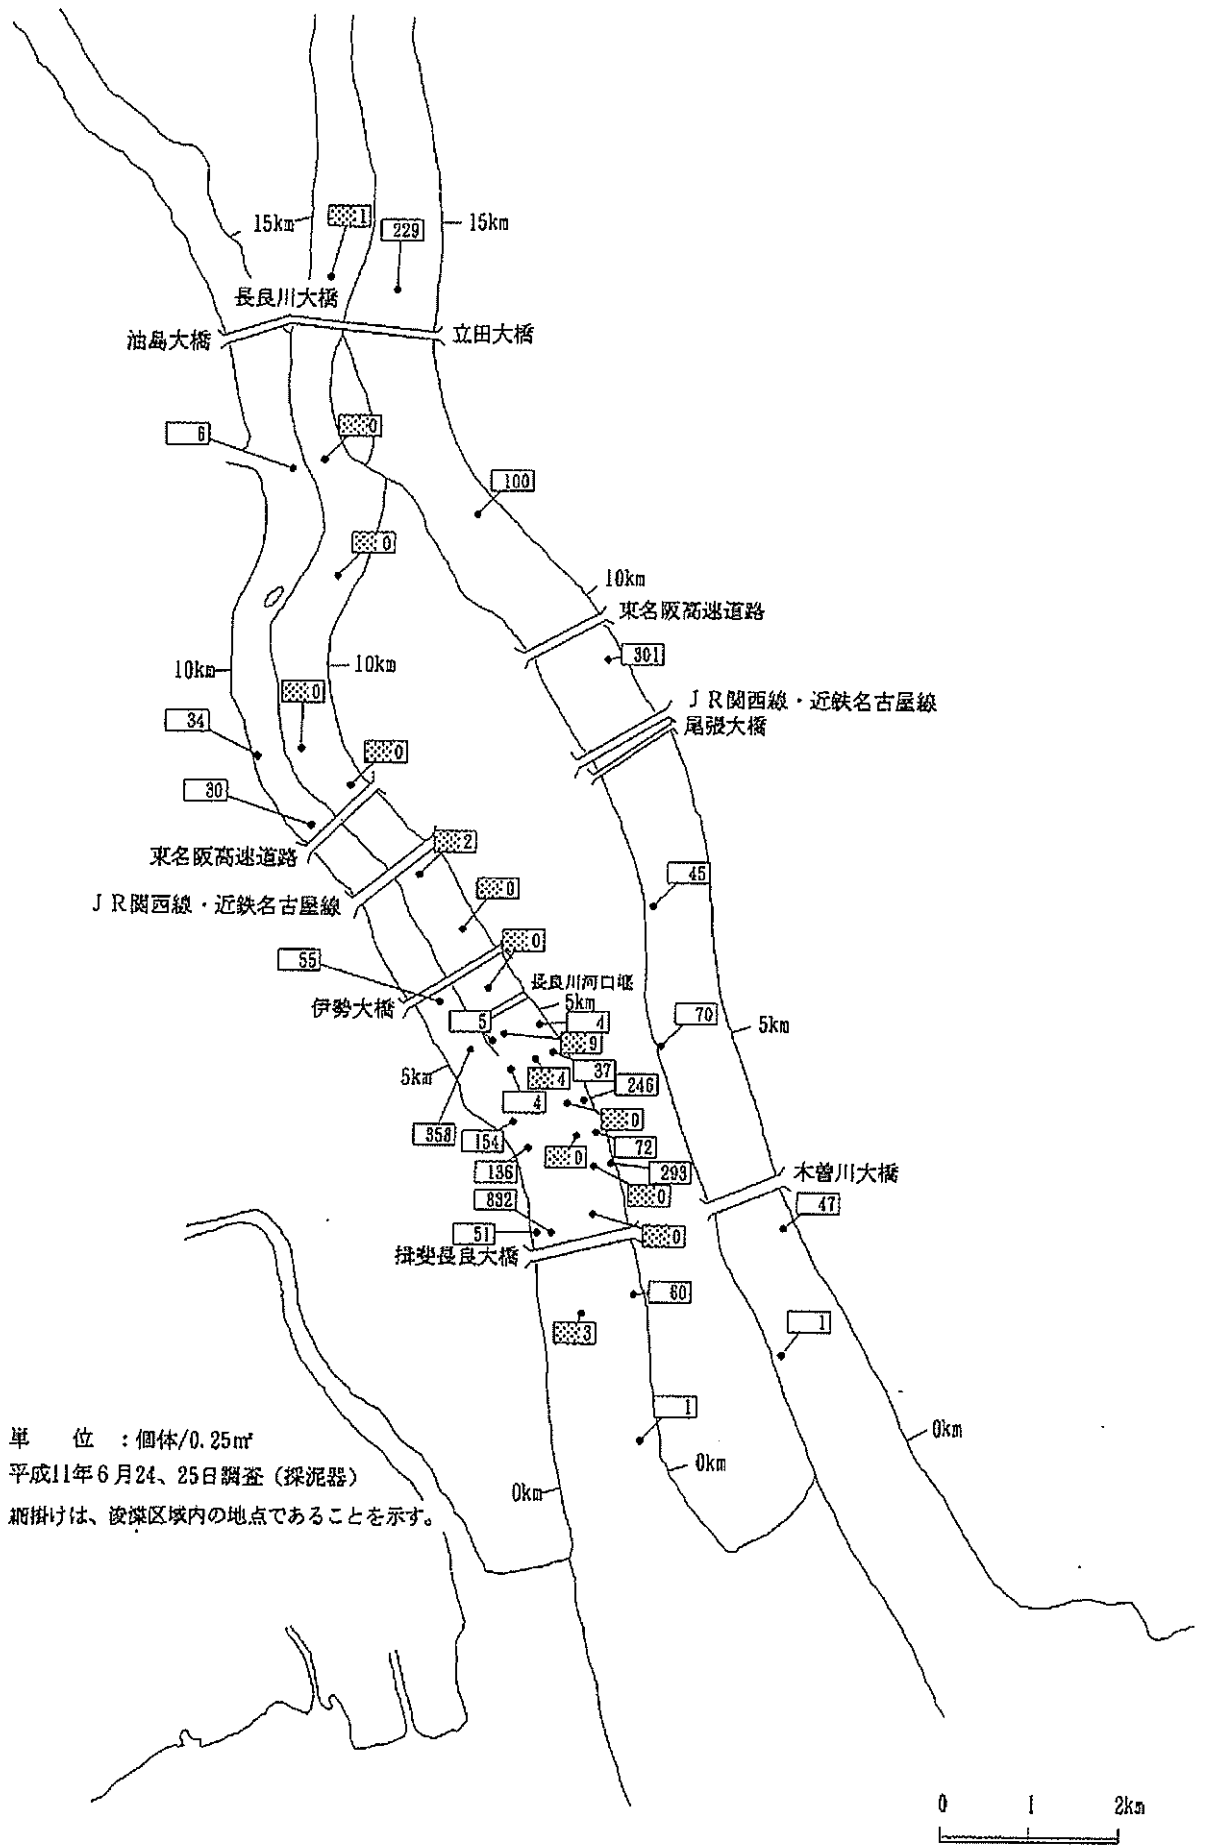 15km
1
229
15km
長良川大橋
油島大橋
立田大橋
6
0
100
0
10km
東名阪高速道路
301
10km
10km
0
JR関西線・近鉄名古屋線
尾張大橋
34
0
30
2
東名阪高速道路
45
JR関西線・近鉄名古屋線
0
0
55
長良川河口堰
伊勢大橋
5km
5
4
70
5km
9
37
5km
4
246
4
0
358
154
72
0
136
293
木曽川大橋
0
832
47
51
0
揖斐長良大橋
60
1
3
1
単 位 :個体/0.25㎡
0km
0km
平成11年6月24、25日調査(採泥器)
0km
網掛けは、浚渫区域内の地点であることを示す。
0 1 2km